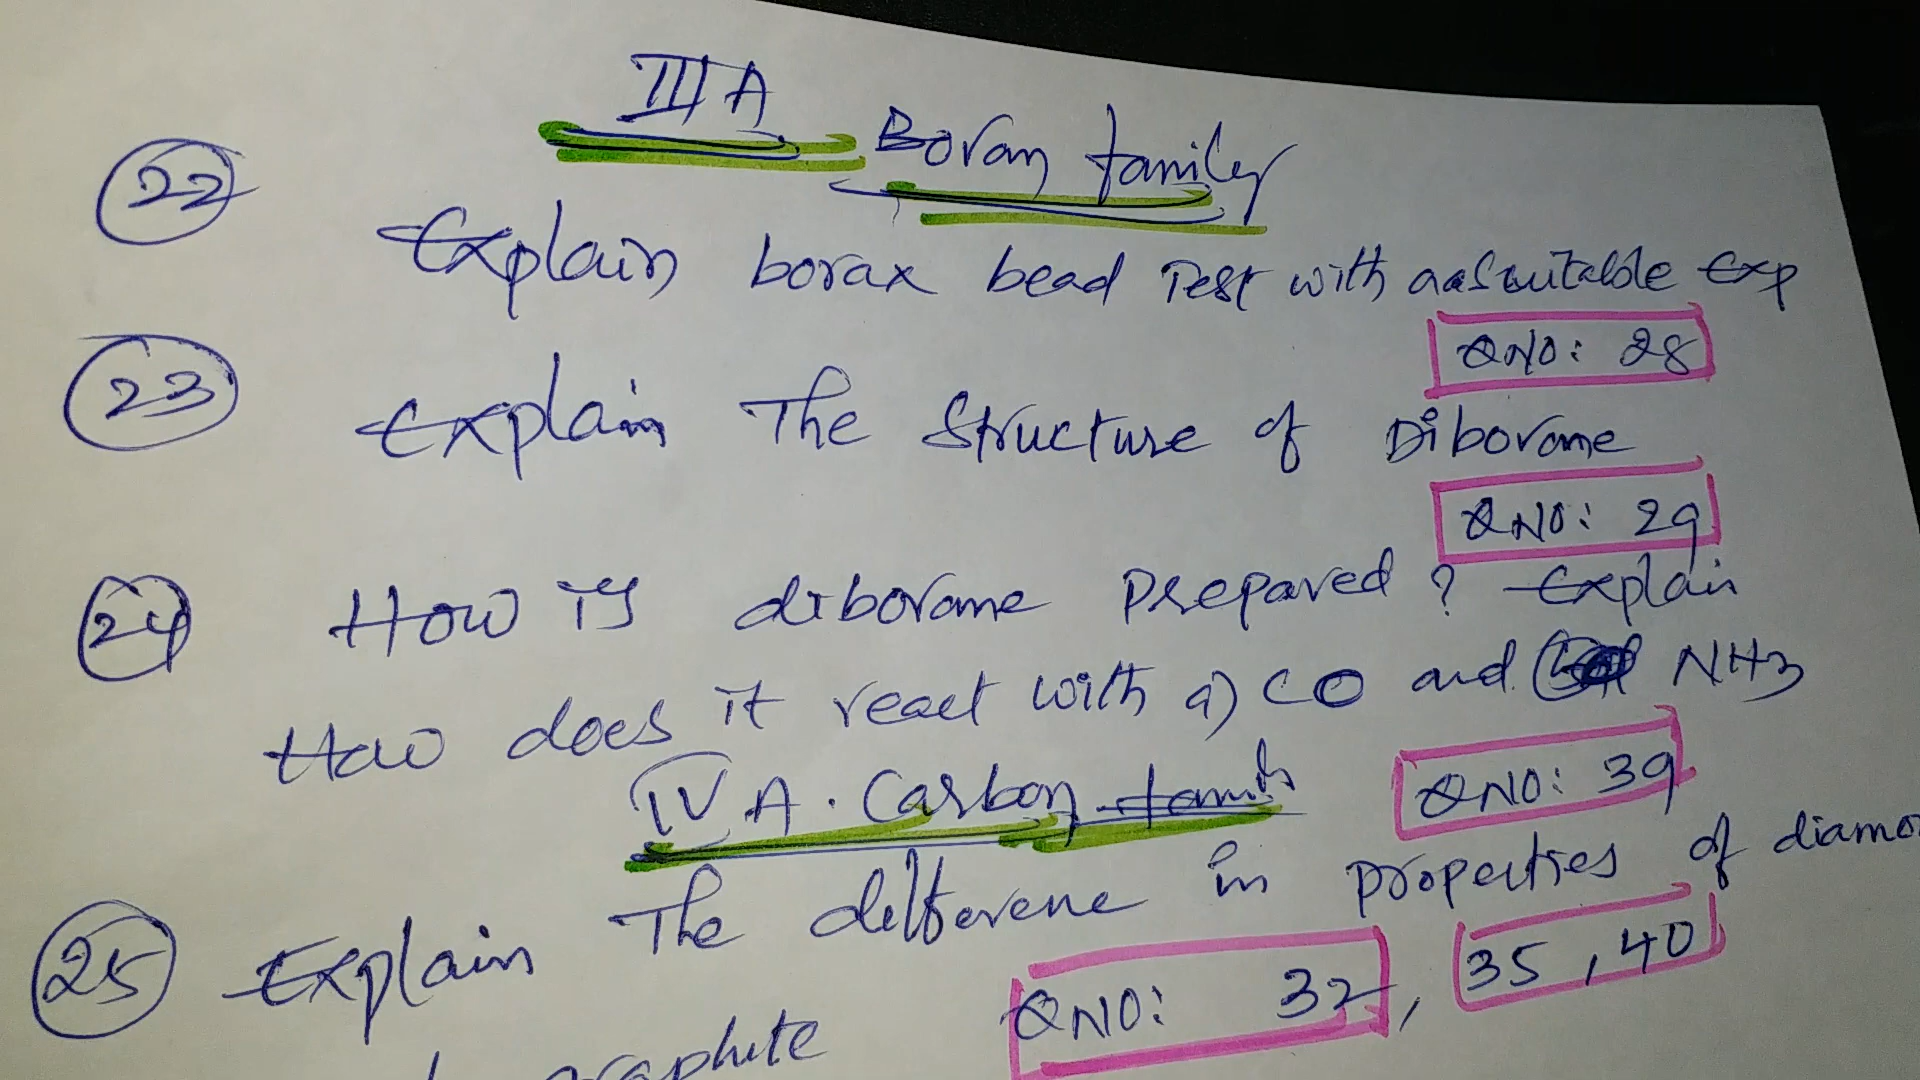 III A Boron family
22 Explain borax bead Test with a suitable Exp
QNO: 28
23 Explain The Structure of Diborane
QNO: 29
24 How is diborane prepared? Explain
How does it react with a) CO and NH3
QNO: 39
IV A. Carbon family
25 Explain The difference in properties of diamo
graphite QNO: 32, 35, 40